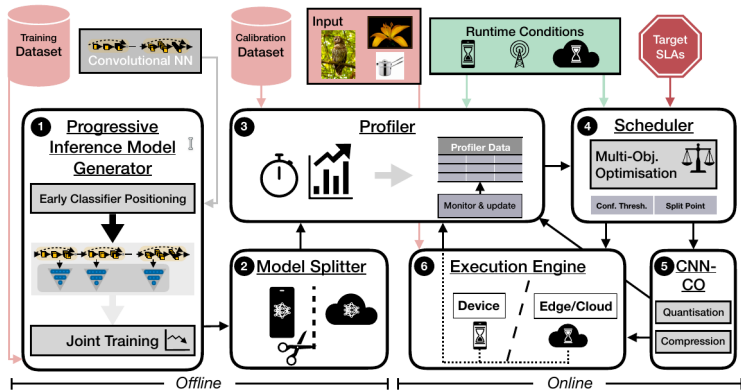 Training
Dataset
Convolutional NN
Calibration
Dataset
Input
Runtime Conditions
Target
SLAs
1
Progressive
Inference Model
Generator
Early Classifier Positioning
Joint Training
2
Model Splitter
3
Profiler
Profiler Data
Monitor & update
4
Scheduler
Multi-Obj.
Optimisation
Conf. Thresh.
Split Point
5
CNN-
CO
Quantisation
Compression
6
Execution Engine
Device
Edge/Cloud
Offline
Online